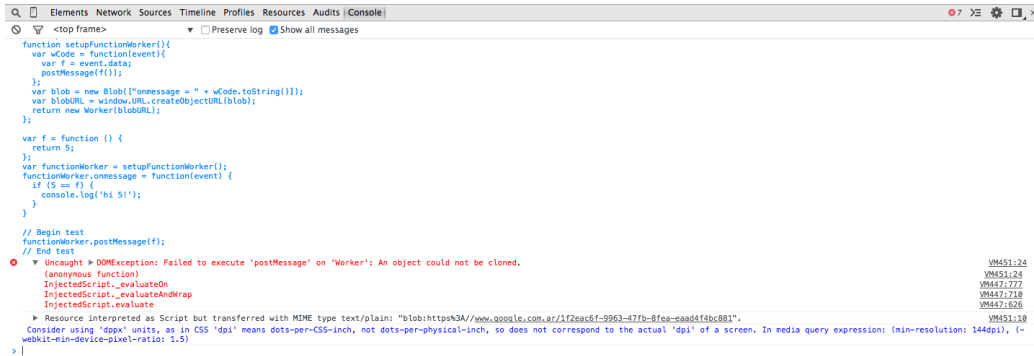 Elements Network Sources Timeline Profiles Resources Audits Console 7
<top frame> Preserve log Show all messages
function setupFunctionWorker(){
  var wCode = function(event){
    var f = event.data;
    postMessage(f());
  };
  var blob = new Blob(["onmessage = " + wCode.toString()]);
  var blobURL = window.URL.createObjectURL(blob);
  return new Worker(blobURL);
};

var f = function () {
  return 5;
};
var functionWorker = setupFunctionWorker();
functionWorker.onmessage = function(event) {
  if (5 == f) {
    console.log('hi 5!');
  }
}

// Begin test
functionWorker.postMessage(f);
// End test
Uncaught ▶ DOMException: Failed to execute 'postMessage' on 'Worker': An object could not be cloned. VM451:24
(anonymous function) VM451:24
InjectedScript._evaluateOn VM447:777
InjectedScript._evaluateAndWrap VM447:710
InjectedScript.evaluate VM447:626
Resource interpreted as Script but transferred with MIME type text/plain: "blob:https%3A//www.google.com.ar/1f2eac6f-9963-47fb-8fea-eaad4f4bc881". VM451:10
Consider using 'dppx' units, as in CSS 'dpi' means dots-per-CSS-inch, not dots-per-physical-inch, so does not correspond to the actual 'dpi' of a screen. In media query expression: (min-resolution: 144dpi), (-
webkit-min-device-pixel-ratio: 1.5)
>